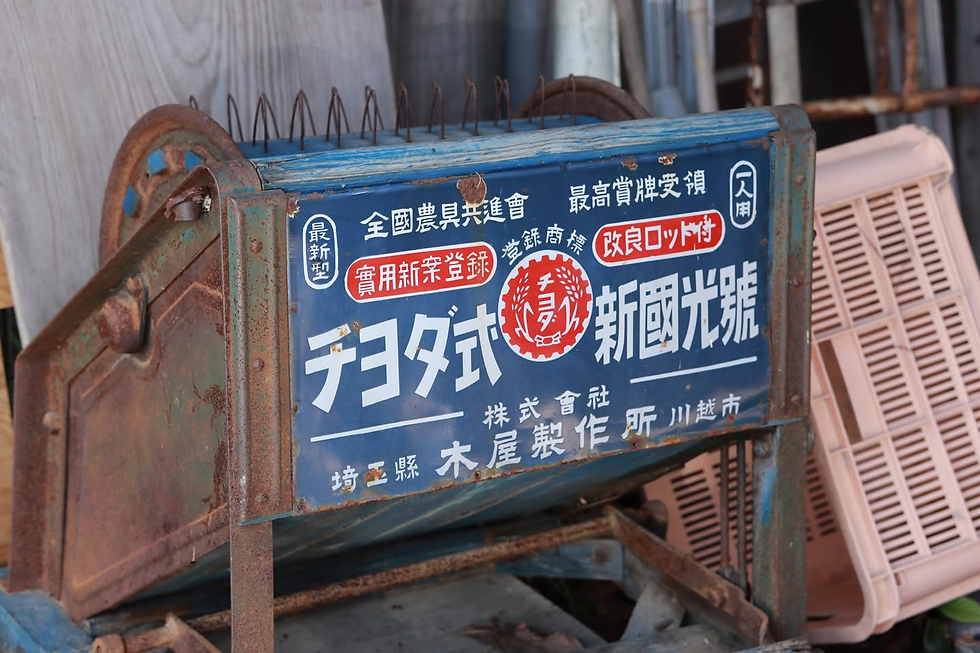 最新型
全國農具共進會
最高賞牌受領
一人用
實用新案登録
登録商標
改良ロッド付
チヨダ式
チヨダ
新國光號
株式會社
埼玉縣 木屋製作所 川越市